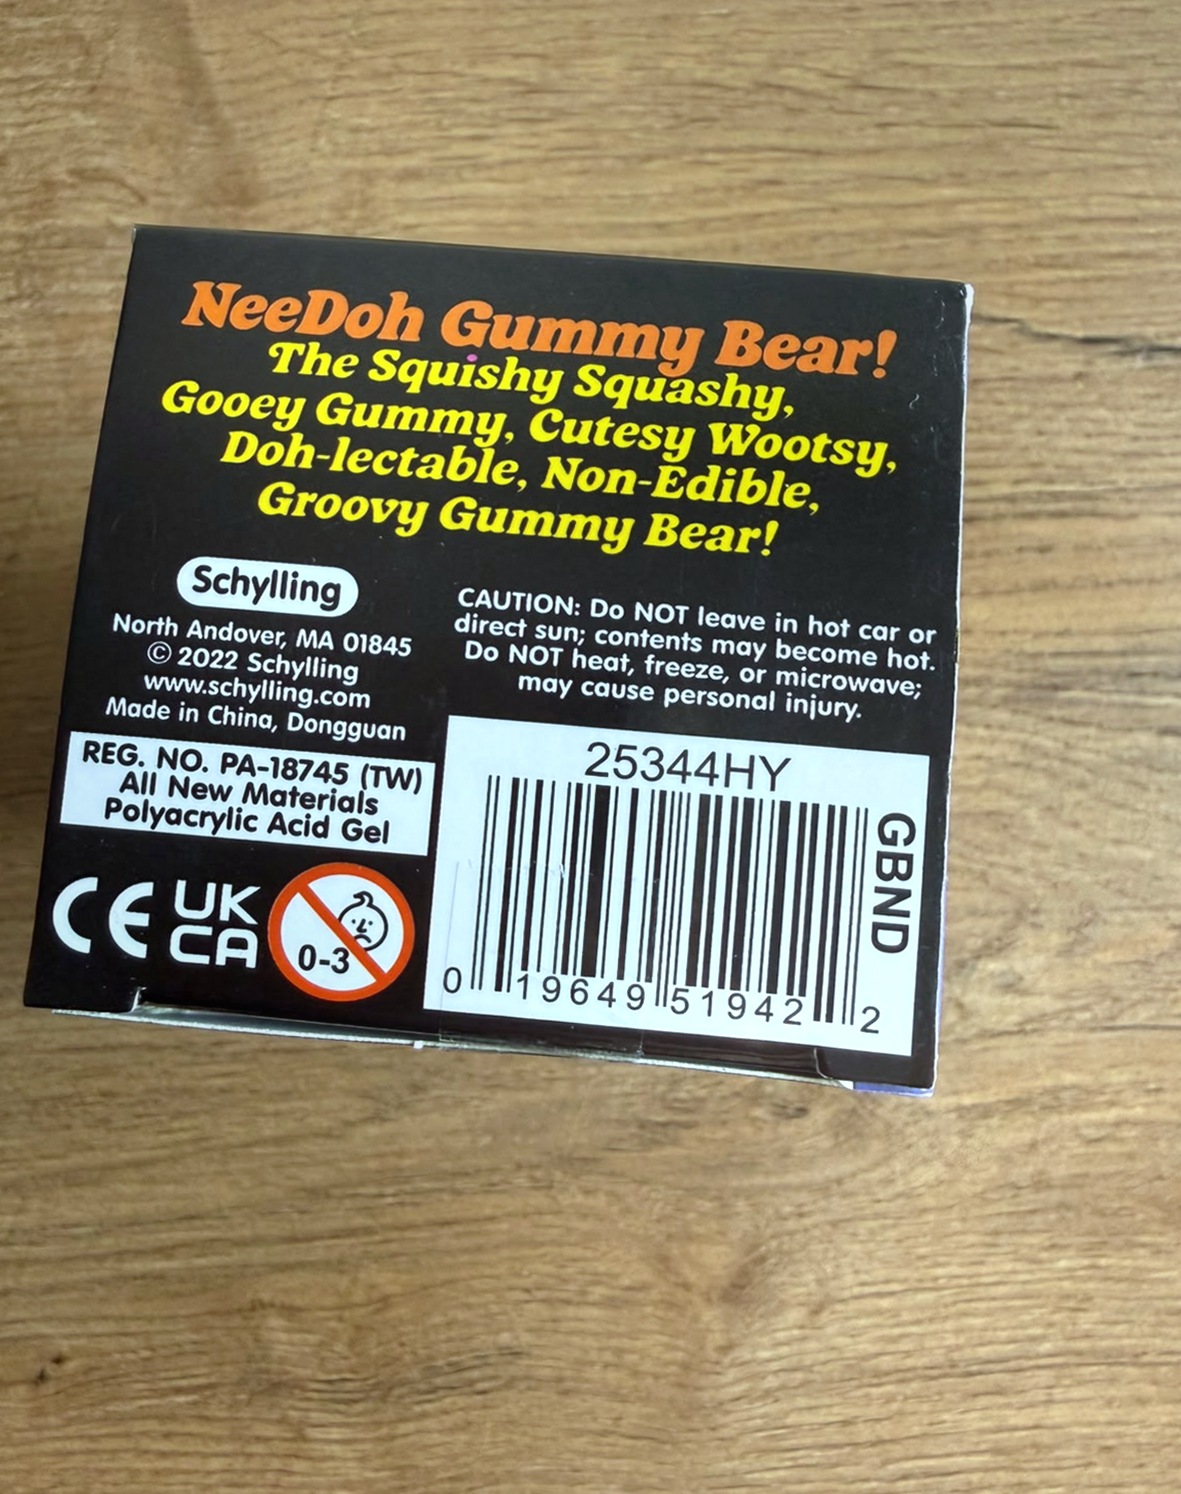 NeeDoh Gummy Bear!
The Squishy Squashy,
Gooey Gummy, Cutesy Wootsy,
Doh-lectable, Non-Edible,
Groovy Gummy Bear!
Schylling
North Andover, MA 01845
© 2022 Schylling
www.schylling.com
Made in China, Dongguan
REG. NO. PA-18745 (TW)
All New Materials
Polyacrylic Acid Gel
CE
UK
CA
0-3
CAUTION: Do NOT leave in hot car or
direct sun; contents may become hot.
Do NOT heat, freeze, or microwave;
may cause personal injury.
25344HY
GBND
0 19649 51942 2